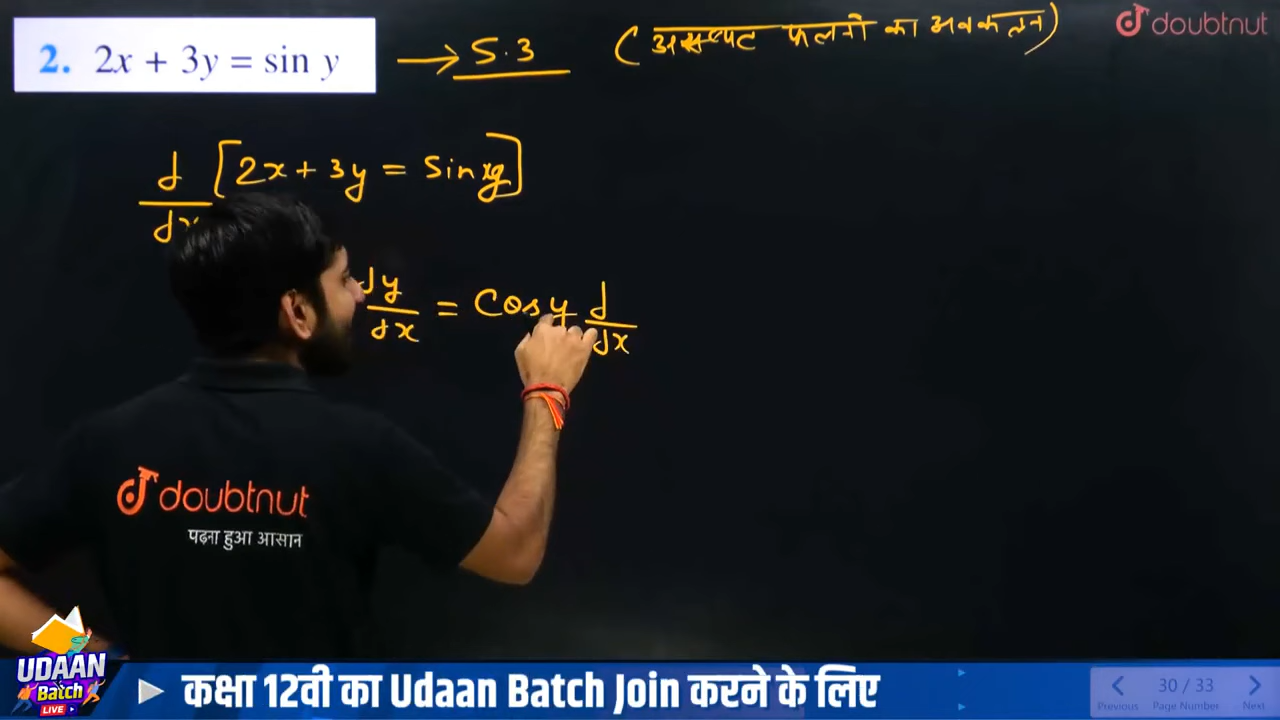 2. 2x + 3y = sin y → 5.3 (अस्पष्ट फलनो का अवकलन)
doubtnut
d/dx [2x + 3y = Sin y]
dy/dx = Cos y d/dx
doubtnut
पढ़ना हुआ आसान
UDAAN
Batch
LIVE
▶ कक्षा 12वी का Udaan Batch Join करने के लिए
30 / 33
Previous Page Number Next